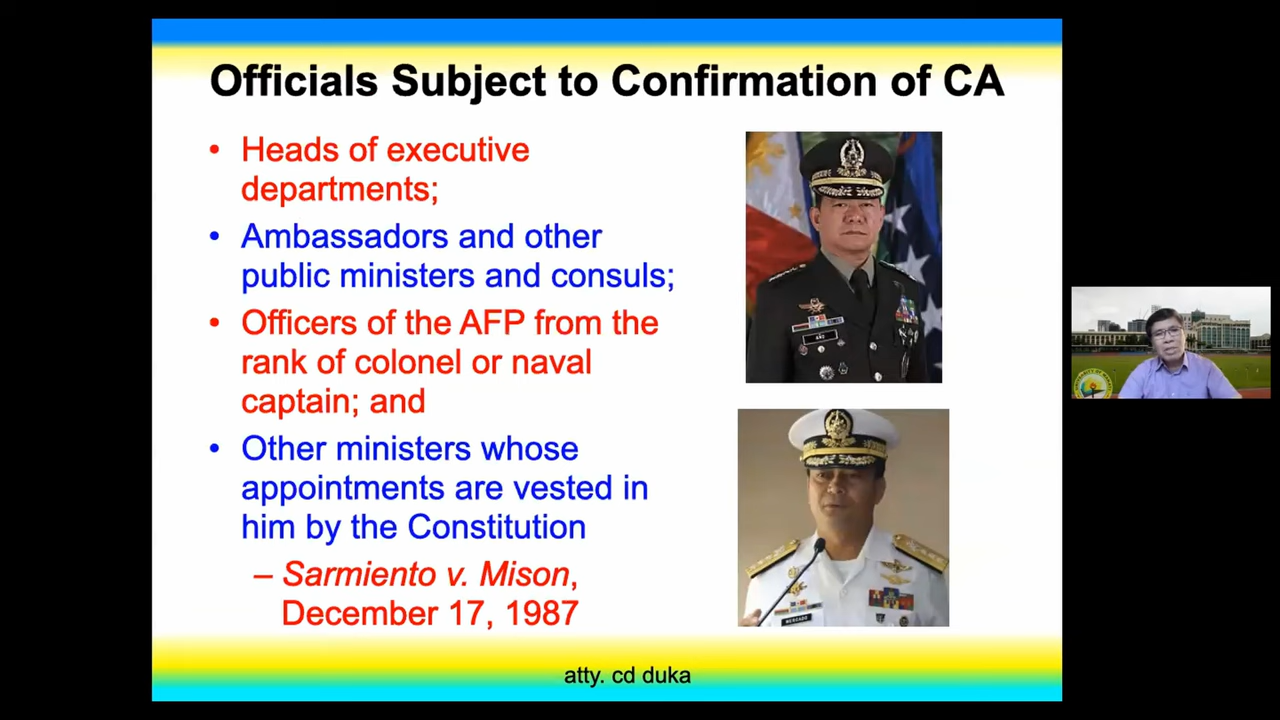 Officials Subject to Confirmation of CA
• Heads of executive
departments;
• Ambassadors and other
public ministers and consuls;
• Officers of the AFP from the
rank of colonel or naval
captain; and
• Other ministers whose
appointments are vested in
him by the Constitution
– Sarmiento v. Mison,
December 17, 1987
AÑO
MERCADO
atty. cd duka